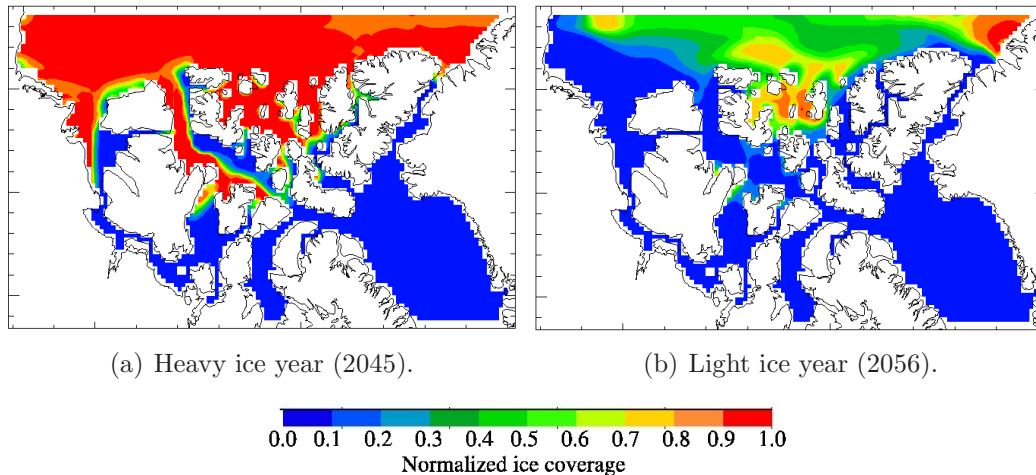 (a) Heavy ice year (2045).
(b) Light ice year (2056).
0.0 0.1 0.2 0.3 0.4 0.5 0.6 0.7 0.8 0.9 1.0
Normalized ice coverage